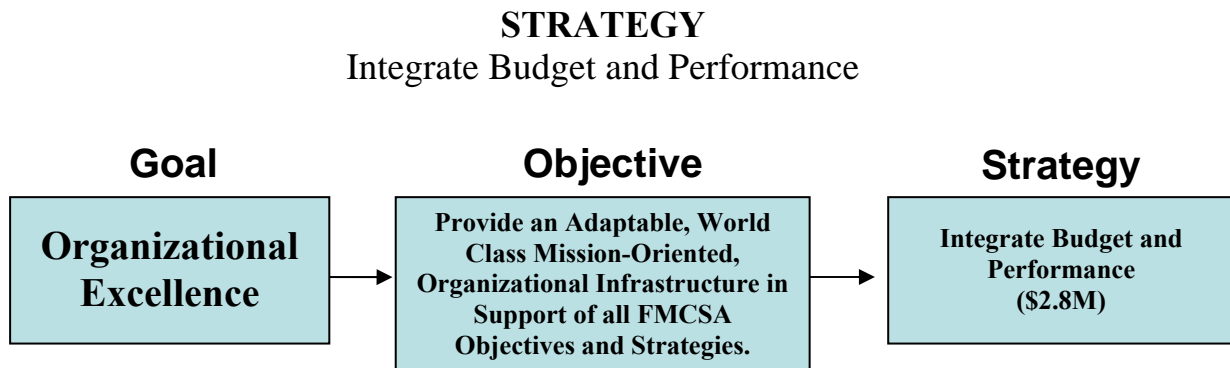 STRATEGY
Integrate Budget and Performance
Goal
Organizational
Excellence
Objective
Provide an Adaptable, World
Class Mission-Oriented,
Organizational Infrastructure in
Support of all FMCSA
Objectives and Strategies.
Strategy
Integrate Budget and
Performance
($2.8M)